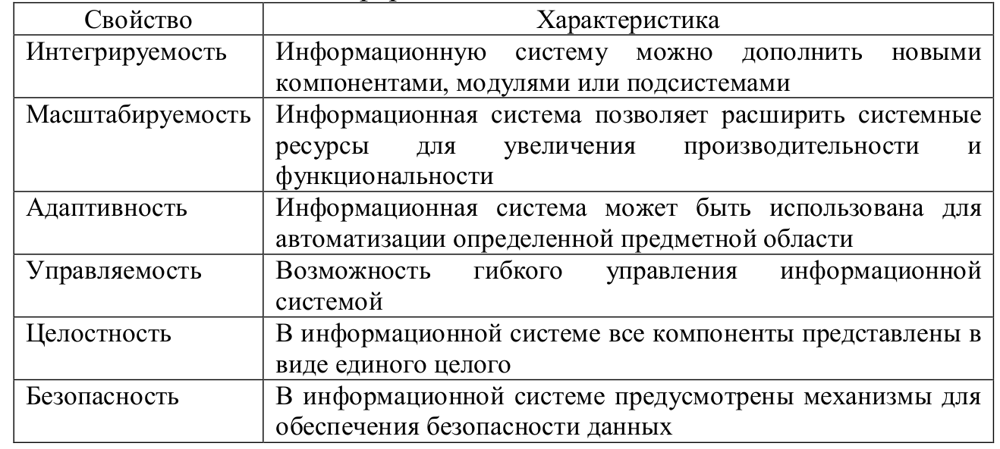 Свойство Характеристика
Интегрируемость Информационную систему можно дополнить новыми
компонентами, модулями или подсистемами
Масштабируемость Информационная система позволяет расширить системные
ресурсы для увеличения производительности и
функциональности
Адаптивность Информационная система может быть использована для
автоматизации определенной предметной области
Управляемость Возможность гибкого управления информационной
системой
Целостность В информационной системе все компоненты представлены в
виде единого целого
Безопасность В информационной системе предусмотрены механизмы для
обеспечения безопасности данных